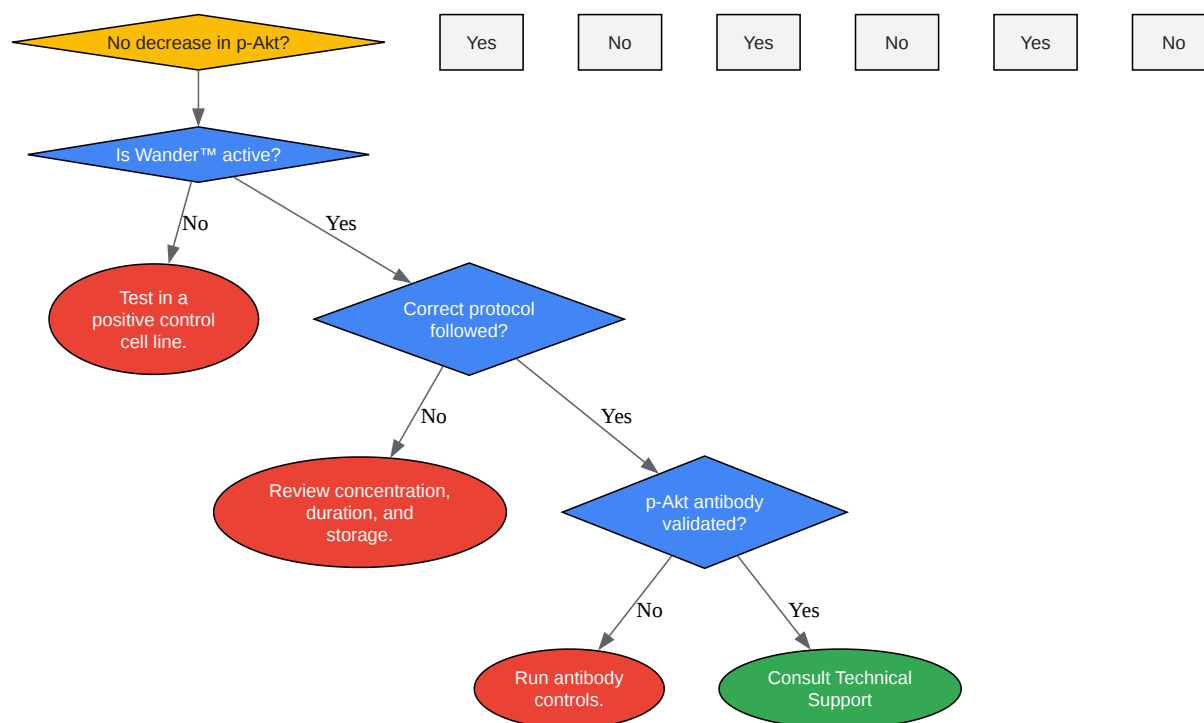 No decrease in p-Akt?
Yes
No
Yes
No
Yes
No
Is Wander™ active?
No
Yes
Test in a
positive control
cell line.
Correct protocol
followed?
No
Yes
Review concentration,
duration, and
storage.
p-Akt antibody
validated?
No
Yes
Run antibody
controls.
Consult Technical
Support